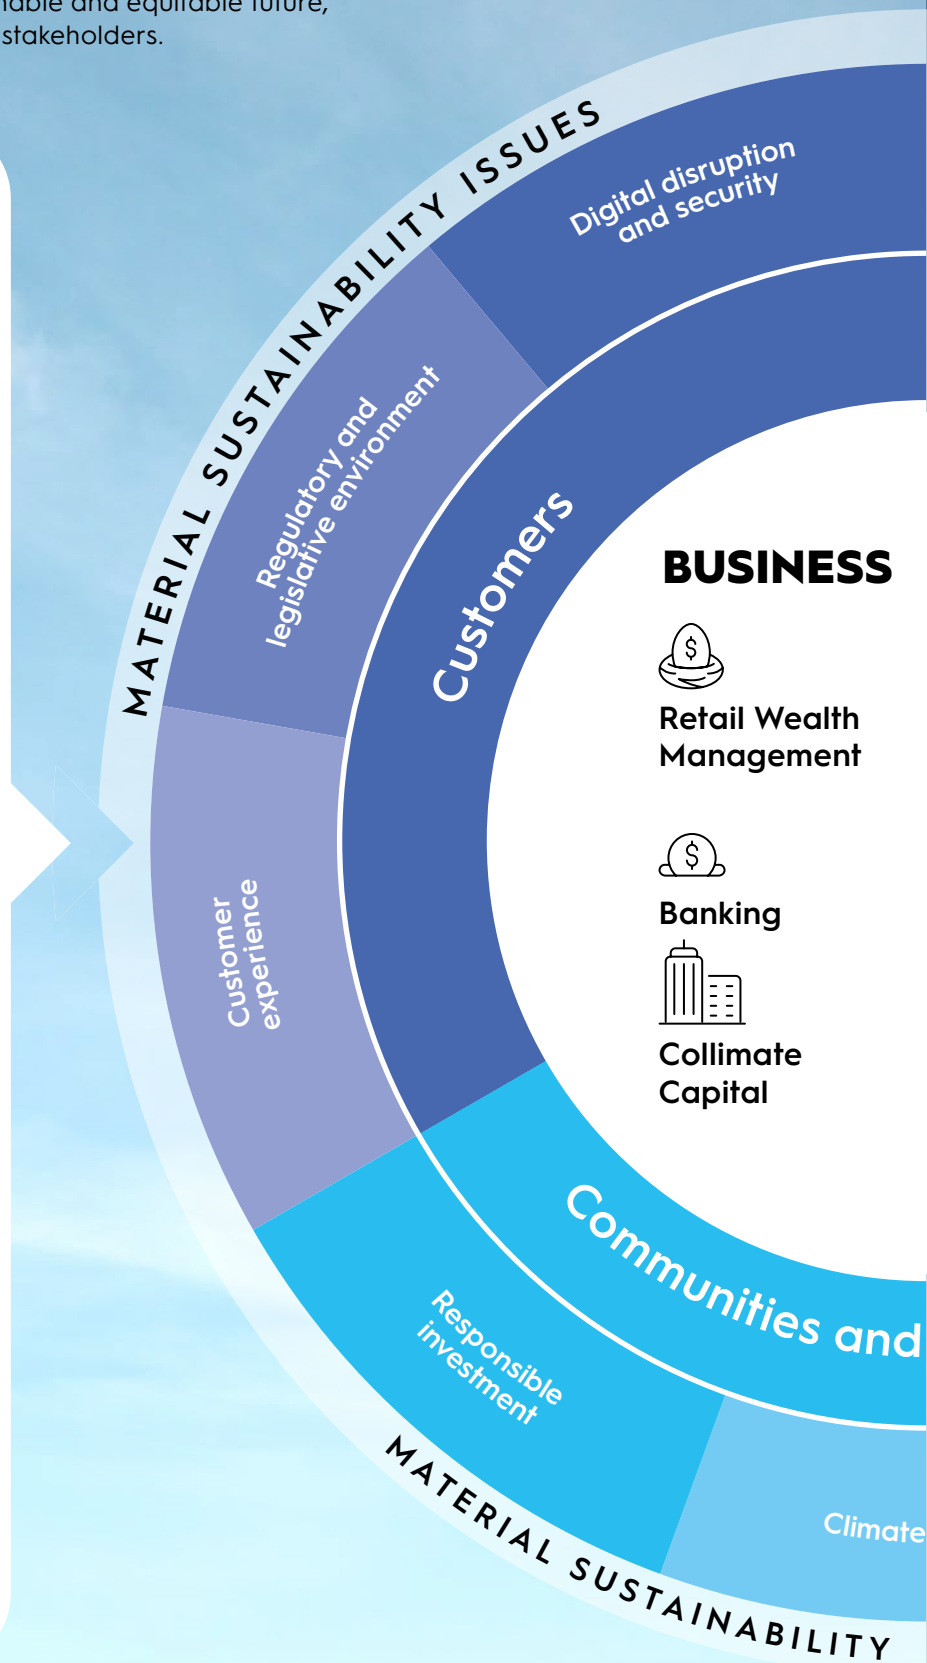 and equitable future,
stakeholders.
MATERIAL SUSTAINABILITY ISSUES
Digital disruption
and security
Regulatory and
legislative environment
Customer
experience
Customers
BUSINESS
$
Retail Wealth
Management
$
Banking
Collimate
Capital
Communities and
Responsible
investment
Climate
MATERIAL SUSTAINABILITY